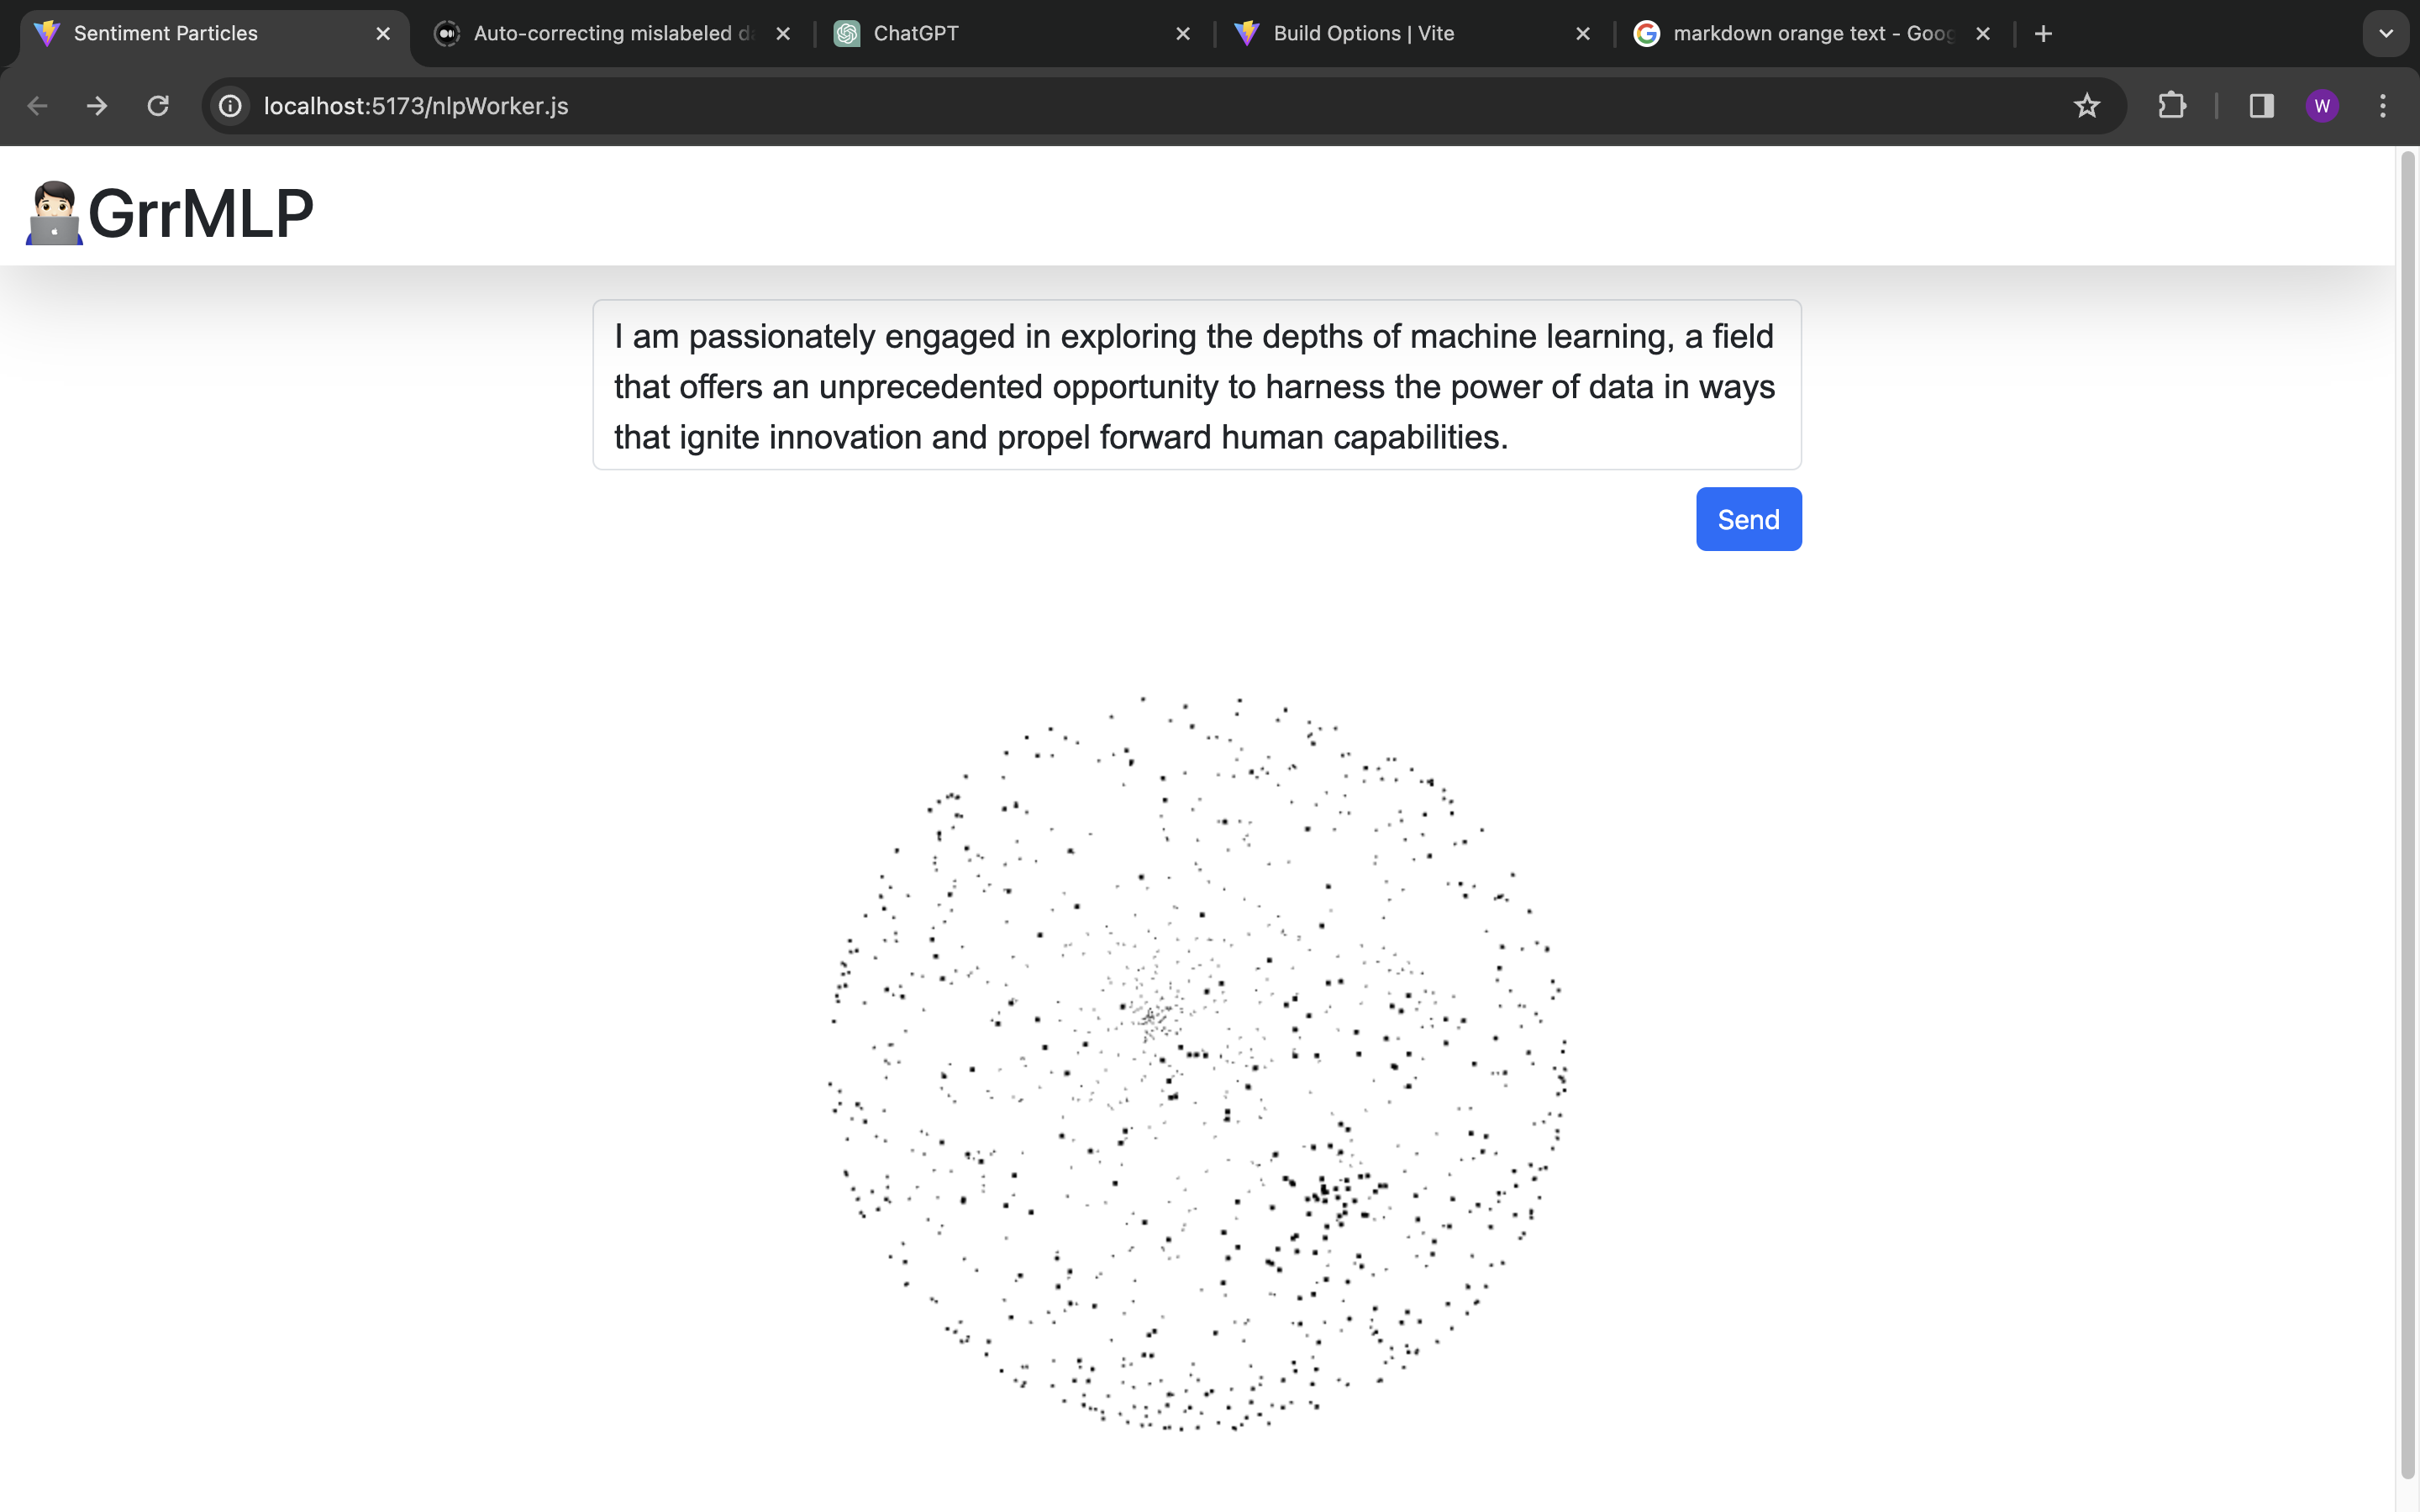 Sentiment Particles
Auto-correcting mislabeled
ChatGPT
Build Options | Vite
markdown orange text - Goog
localhost:5173/nlpWorker.js
W
GrrMLP
I am passionately engaged in exploring the depths of machine learning, a field
that offers an unprecedented opportunity to harness the power of data in ways
that ignite innovation and propel forward human capabilities.
Send